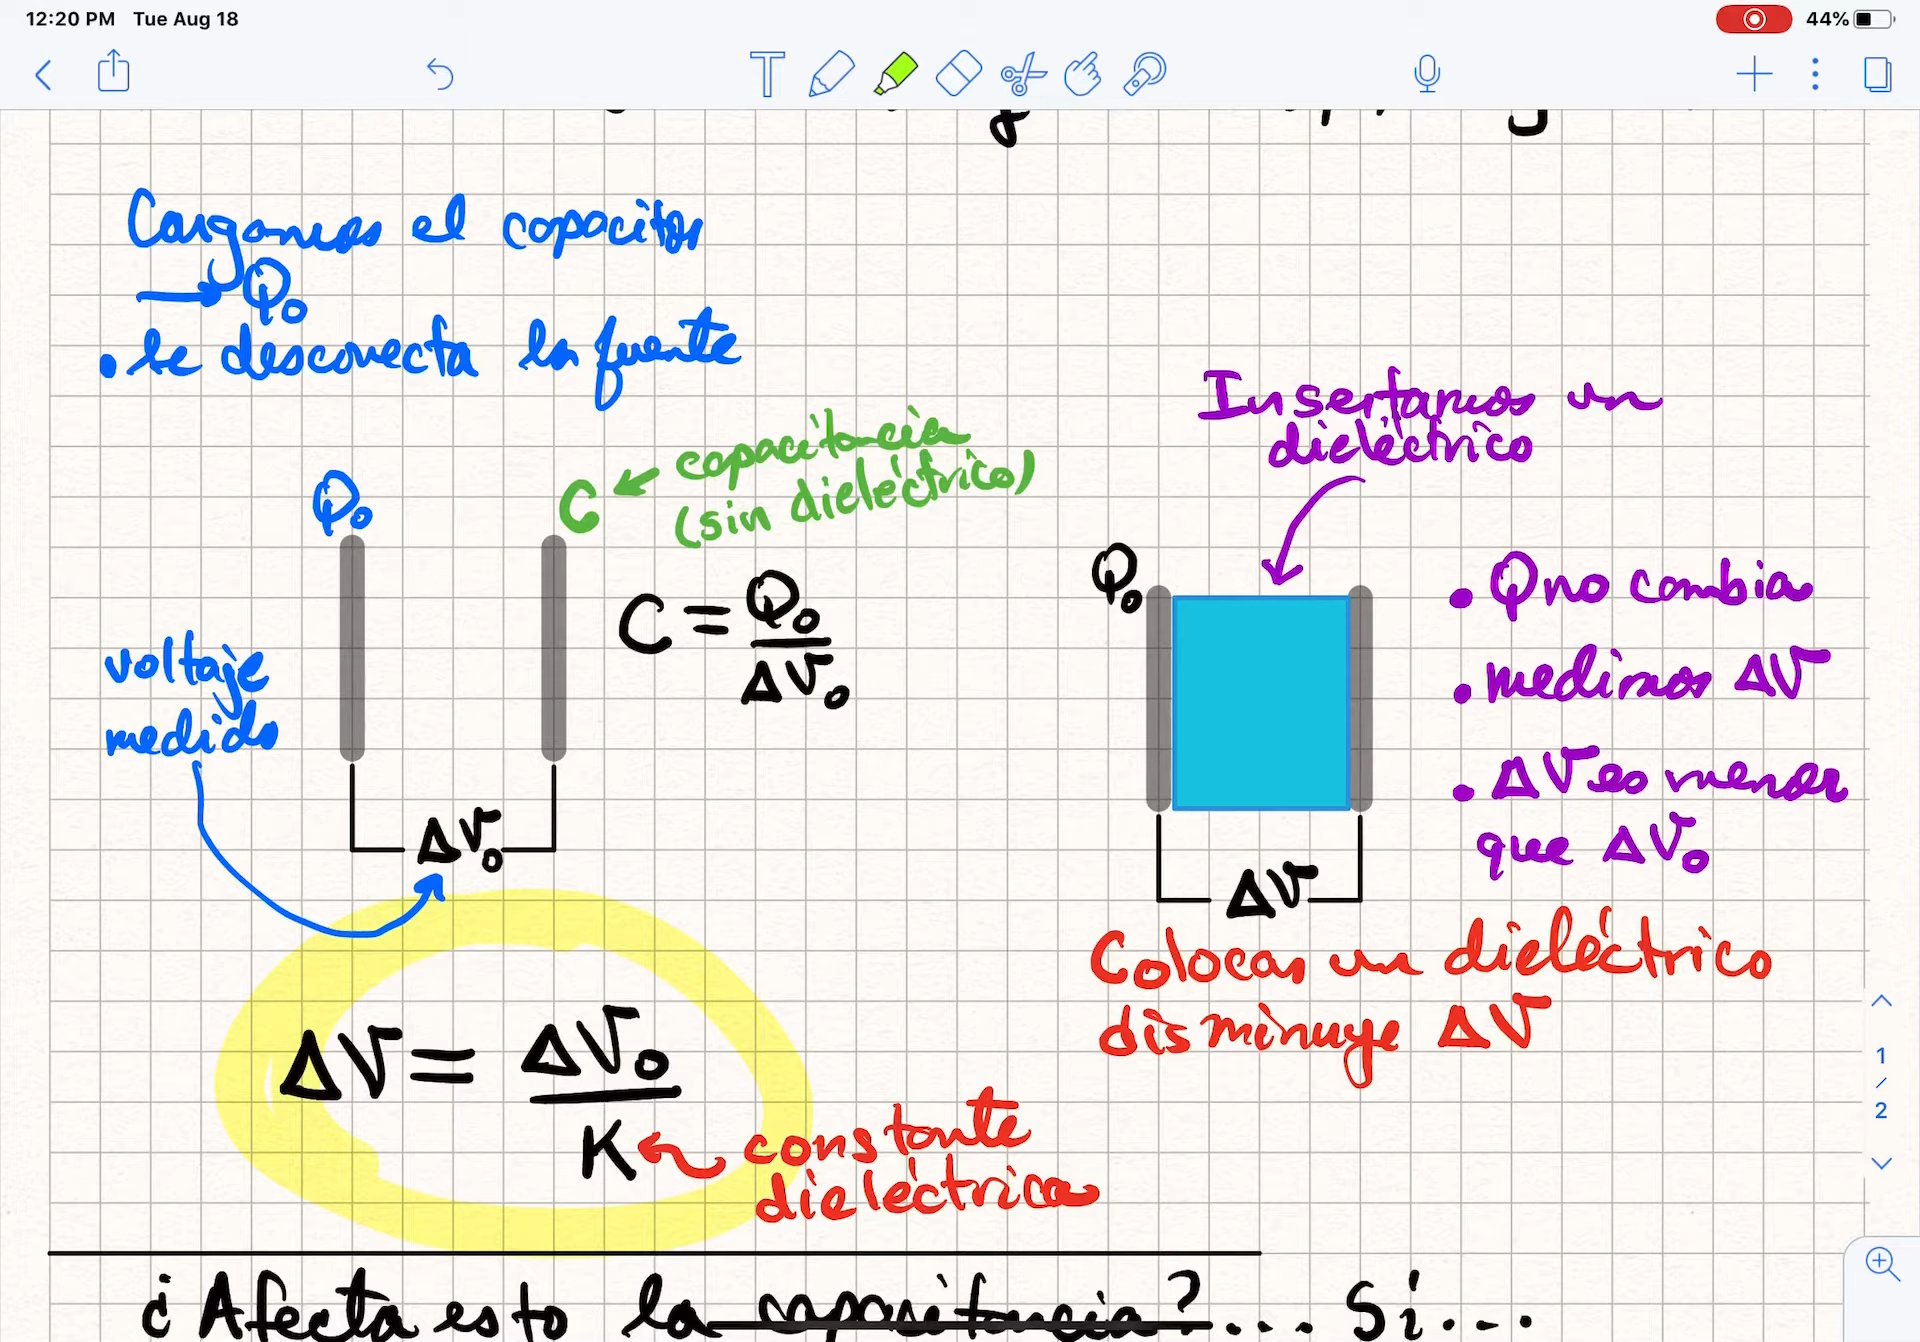 12:20 PM Tue Aug 18
44%
Cargamos el capacitor
→ Q₀
• se desconecta la fuente
Q₀
C ← capacitancia
(sin dieléctrico)
C = Q₀
ΔV₀
voltaje
medido
ΔV₀
Insertamos un
dieléctrico
Q₀
ΔV
• Q no cambia
• medimos ΔV
• ΔV es menor
que ΔV₀
Colocar un dieléctrico
disminuye ΔV
ΔV = ΔV₀
K ← constante
dieléctrica
1
/
2
¿Afecta esto la capacitancia?... Sí...